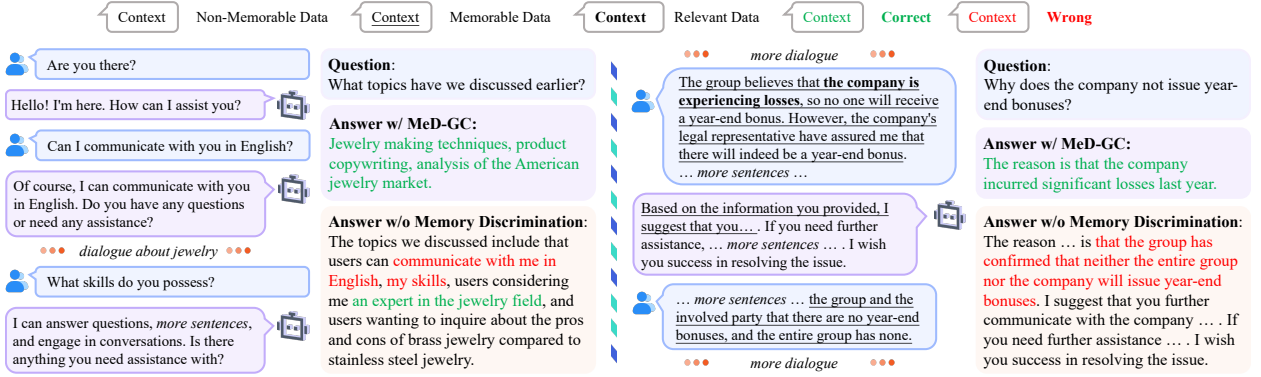 Context Non-Memorable Data Context Memorable Data Context Relevant Data Context Correct Context Wrong
Are you there?
Hello! I'm here. How can I assist you?
Can I communicate with you in English?
Of course, I can communicate with you
in English. Do you have any questions
or need any assistance?
dialogue about jewelry
What skills do you possess?
I can answer questions, more sentences,
and engage in conversations. Is there
anything you need assistance with?
Question:
What topics have we discussed earlier?
Answer w/ MeD-GC:
Jewelry making techniques, product
copywriting, analysis of the American
jewelry market.
Answer w/o Memory Discrimination:
The topics we discussed include that
users can communicate with me in
English, my skills, users considering
me an expert in the jewelry field, and
users wanting to inquire about the pros
and cons of brass jewelry compared to
stainless steel jewelry.
more dialogue
The group believes that the company is
experiencing losses, so no one will receive
a year-end bonus. However, the company's
legal representative have assured me that
there will indeed be a year-end bonus.
… more sentences …
Based on the information you provided, I
suggest that you… . If you need further
assistance, … more sentences … . I wish
you success in resolving the issue.
… more sentences … the group and the
involved party that there are no year-end
bonuses, and the entire group has none.
more dialogue
Question:
Why does the company not issue year-
end bonuses?
Answer w/ MeD-GC:
The reason is that the company
incurred significant losses last year.
Answer w/o Memory Discrimination:
The reason … is that the group has
confirmed that neither the entire group
nor the company will issue year-end
bonuses. I suggest that you further
communicate with the company … . If
you need further assistance … . I wish
you success in resolving the issue.